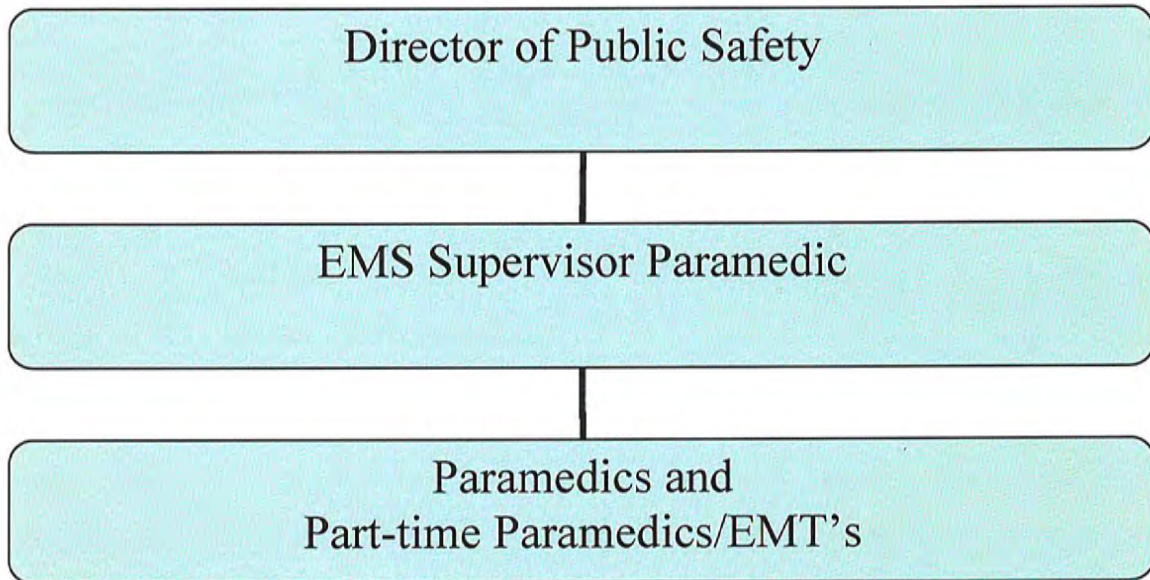 Director of Public Safety
EMS Supervisor Paramedic
Paramedics and
Part-time Paramedics/EMT’s